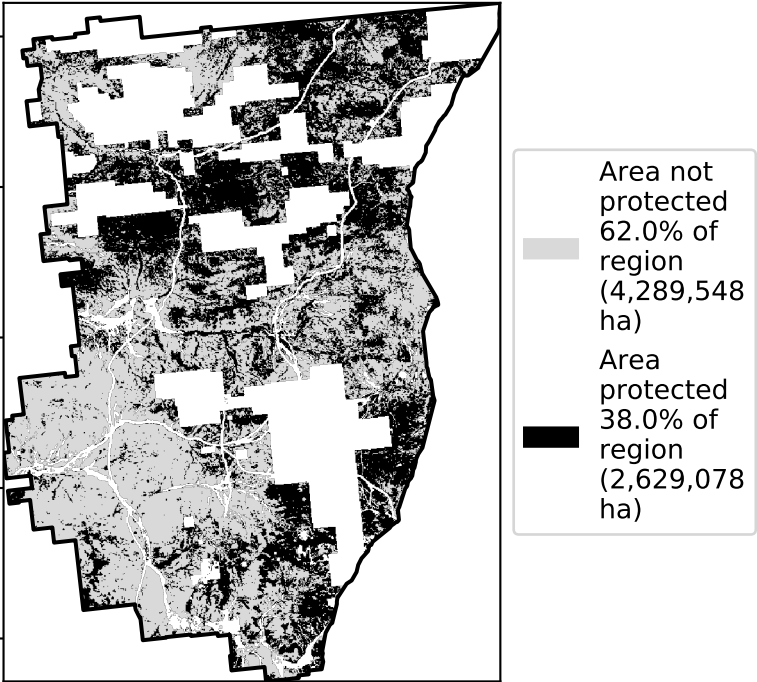 Area not
protected
62.0% of
region
(4,289,548
ha)
Area
protected
38.0% of
region
(2,629,078
ha)